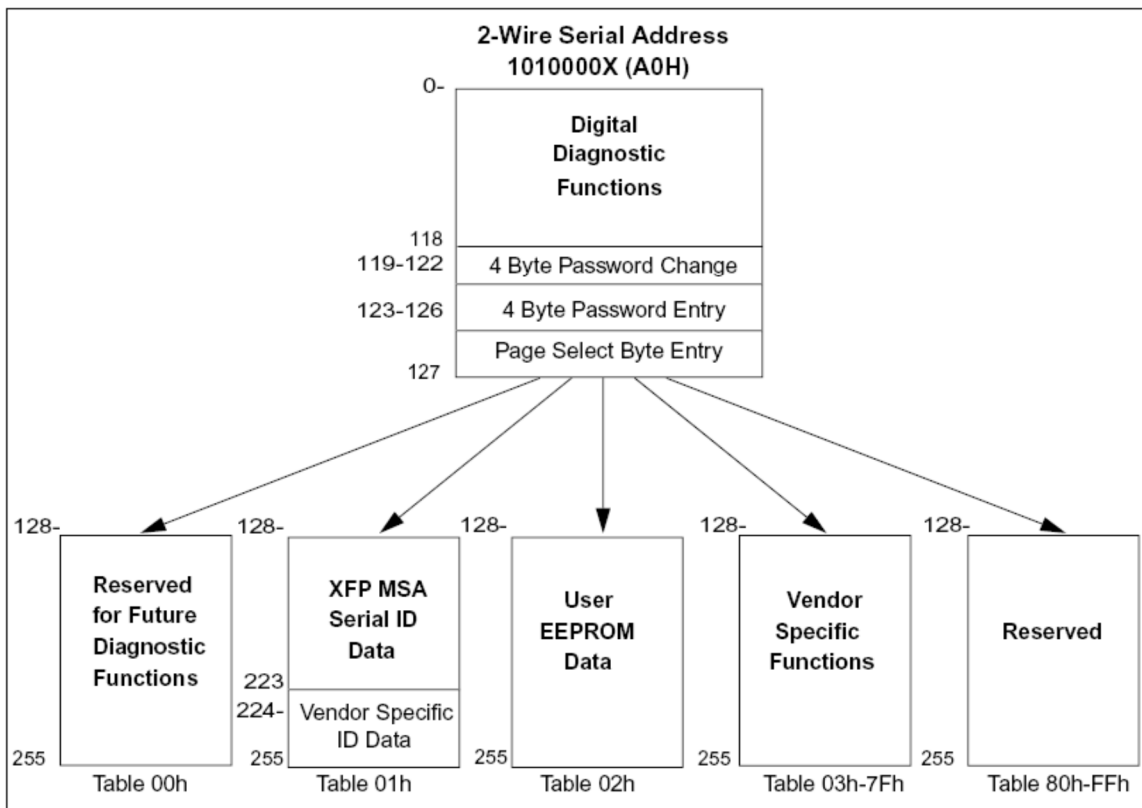 2-Wire Serial Address
1010000X (A0H)
0-
Digital
Diagnostic
Functions
118
119-122
4 Byte Password Change
123-126
4 Byte Password Entry
Page Select Byte Entry
127
128-
Reserved
for Future
Diagnostic
Functions
255
Table 00h
128-
XFP MSA
Serial ID
Data
223
224-
Vendor Specific
ID Data
255
Table 01h
128-
User
EEPROM
Data
255
Table 02h
128-
Vendor
Specific
Functions
255
Table 03h-7Fh
128-
Reserved
255
Table 80h-FFh